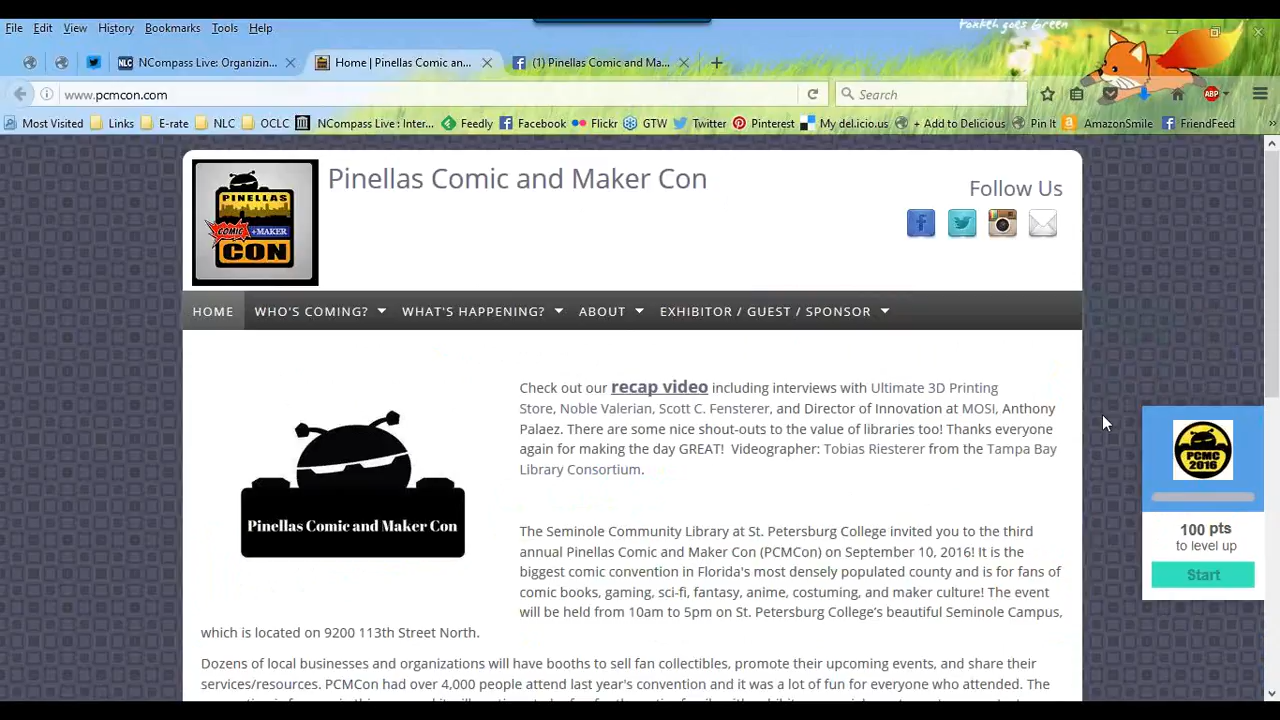 Tonkeh goes Green
File Edit View History Bookmarks Tools Help
NCompass Live: Organizin...
Home | Pinellas Comic an...
(1) Pinellas Comic and Ma...
www.pcmcon.com
Search
ABP
Most Visited Links E-rate NLC OCLC NCompass Live : Inter... Feedly Facebook Flickr GTW Twitter Pinterest My del.icio.us + Add to Delicious Pin It AmazonSmile FriendFeed
PINELLAS
COMIC +MAKER
CON
Pinellas Comic and Maker Con
Follow Us
HOME WHO'S COMING? WHAT'S HAPPENING? ABOUT EXHIBITOR / GUEST / SPONSOR
Pinellas Comic and Maker Con
Check out our recap video including interviews with Ultimate 3D Printing
Store, Noble Valerian, Scott C. Fensterer, and Director of Innovation at MOSI, Anthony
Palaez. There are some nice shout-outs to the value of libraries too! Thanks everyone
again for making the day GREAT! Videographer: Tobias Riesterer from the Tampa Bay
Library Consortium.
The Seminole Community Library at St. Petersburg College invited you to the third
annual Pinellas Comic and Maker Con (PCMCon) on September 10, 2016! It is the
biggest comic convention in Florida's most densely populated county and is for fans of
comic books, gaming, sci-fi, fantasy, anime, costuming, and maker culture! The event
will be held from 10am to 5pm on St. Petersburg College's beautiful Seminole Campus,
which is located on 9200 113th Street North.
Dozens of local businesses and organizations will have booths to sell fan collectibles, promote their upcoming events, and share their
services/resources. PCMCon had over 4,000 people attend last year's convention and it was a lot of fun for everyone who attended. The
PCMC
2016
100 pts
to level up
Start